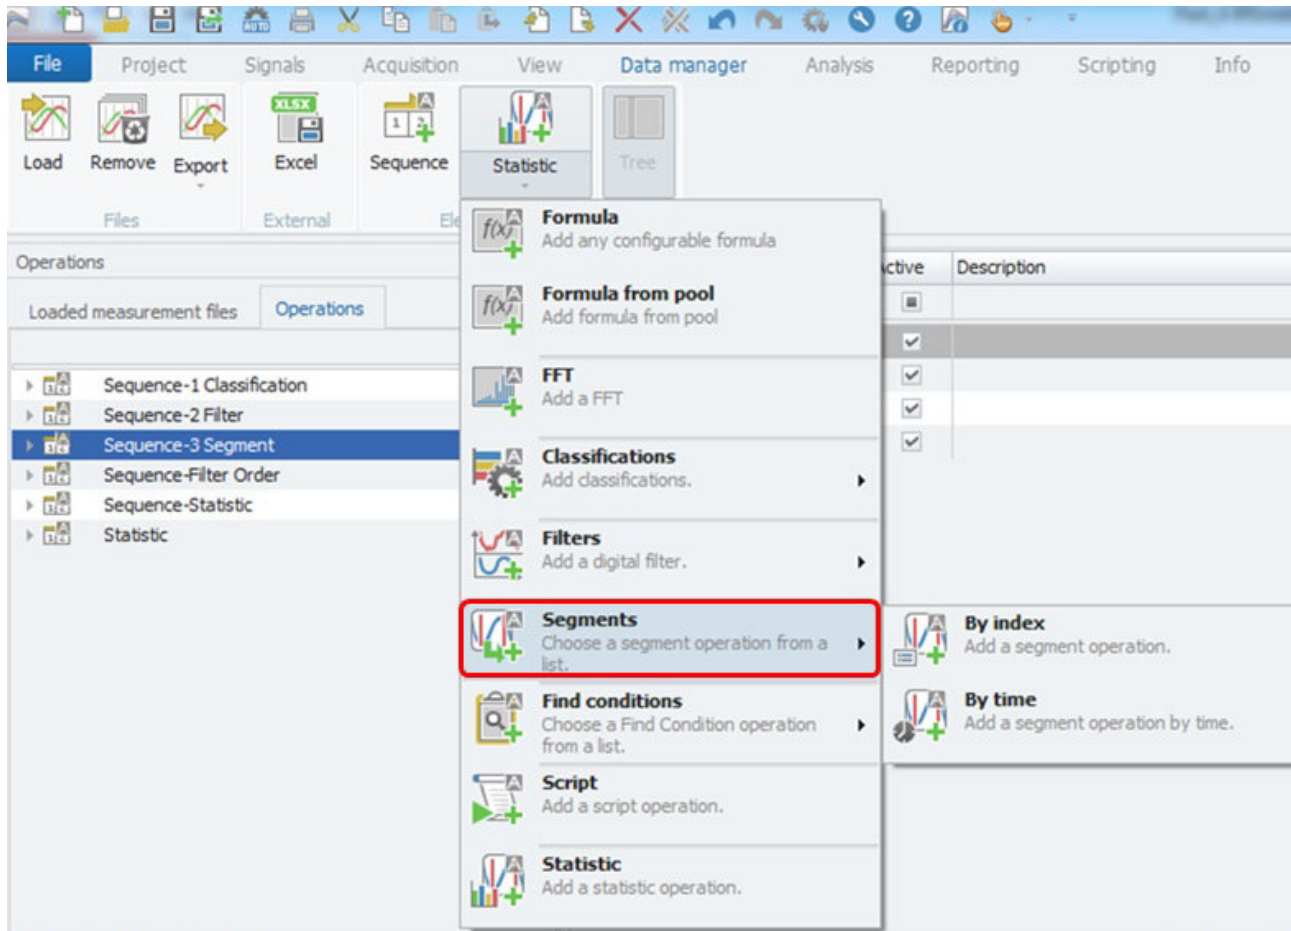 AUTO
File Project Signals Acquisition View Data manager Analysis Reporting Scripting Info
XLSX
Load Remove Export Excel Sequence Statistic Tree
Files External Ele
Operations
Loaded measurement files Operations
Sequence-1 Classification
Sequence-2 Filter
Sequence-3 Segment
Sequence-Filter Order
Sequence-Statistic
Statistic
Formula
Add any configurable formula
Formula from pool
Add formula from pool
FFT
Add a FFT
Classifications
Add classifications.
Filters
Add a digital filter.
Segments
Choose a segment operation from a
list.
Find conditions
Choose a Find Condition operation
from a list.
Script
Add a script operation.
Statistic
Add a statistic operation.
Active Description
By index
Add a segment operation.
By time
Add a segment operation by time.